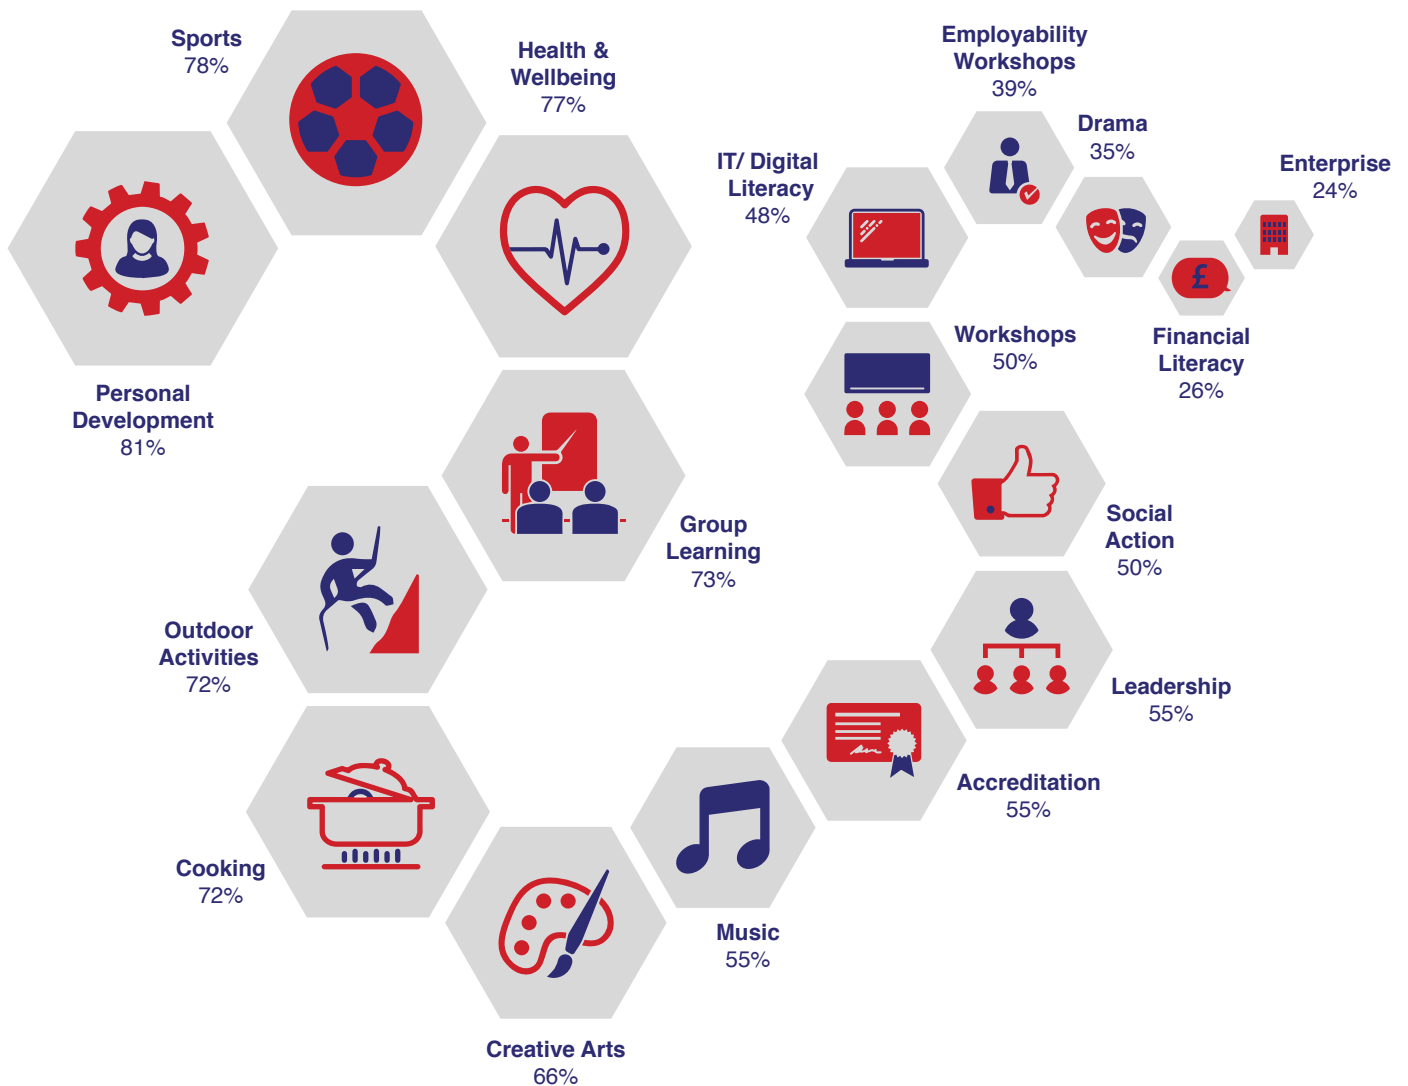 Sports
78%
Health &
Wellbeing
77%
Personal
Development
81%
Group
Learning
73%
Outdoor
Activities
72%
Cooking
72%
Creative Arts
66%
Music
55%
Accreditation
55%
Leadership
55%
Social
Action
50%
Workshops
50%
IT/ Digital
Literacy
48%
Employability
Workshops
39%
Drama
35%
£
Financial
Literacy
26%
Enterprise
24%